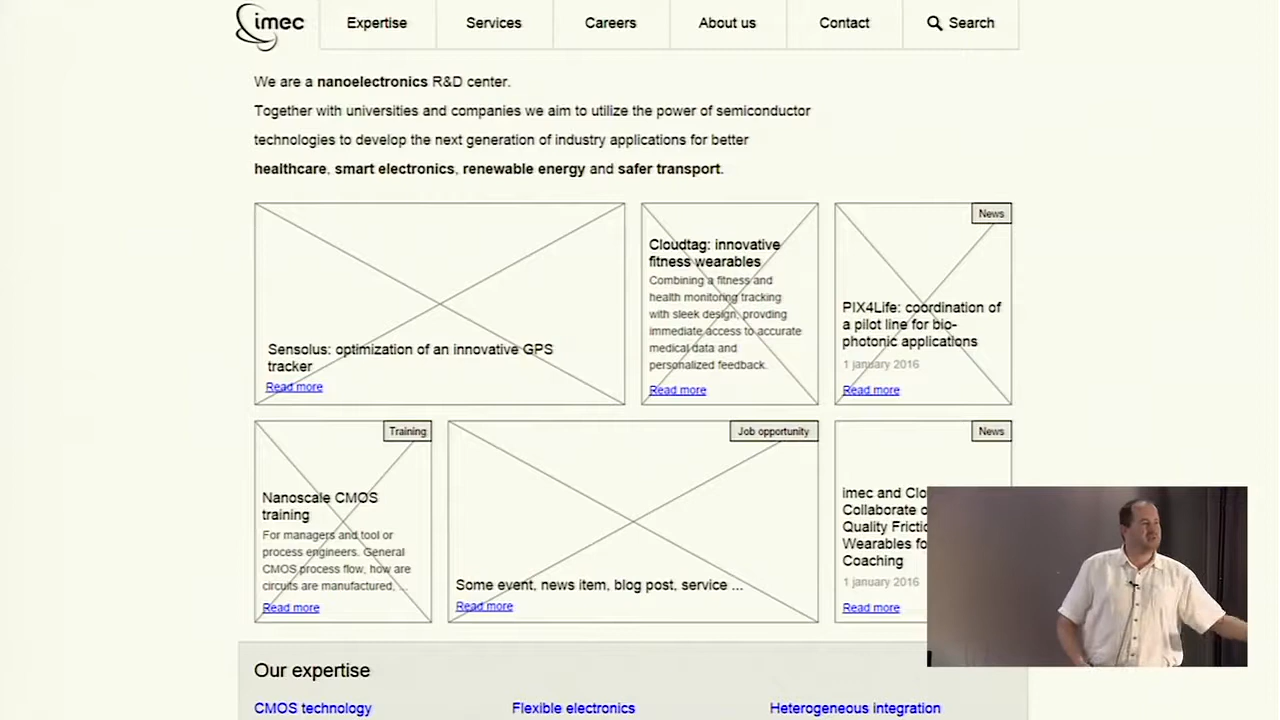 imec
Expertise
Services
Careers
About us
Contact
Search
We are a nanoelectronics R&D center.
Together with universities and companies we aim to utilize the power of semiconductor
technologies to develop the next generation of industry applications for better
healthcare, smart electronics, renewable energy and safer transport.
Sensolus: optimization of an innovative GPS
tracker
Read more
Cloudtag: innovative
fitness wearables
Combining a fitness and
health monitoring tracking
with sleek design, provding
immediate access to accurate
medical data and
personalized feedback.
Read more
News
PIX4Life: coordination of
a pilot line for bio-
photonic applications
1 january 2016
Read more
Training
Nanoscale CMOS
training
For managers and tool or
process engineers. General
CMOS process flow, how are
circuits are manufactured, ...
Read more
Job opportunity
Some event, news item, blog post, service ...
Read more
News
imec and Clo
Collaborate o
Quality Frictio
Wearables fo
Coaching
1 january 2016
Read more
Our expertise
CMOS technology
Flexible electronics
Heterogeneous integration